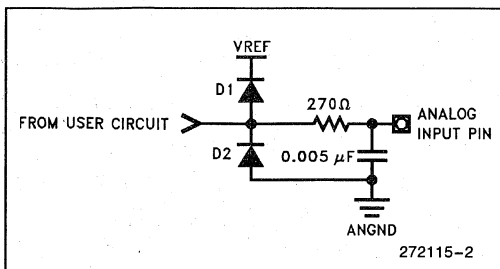 VREF
D1
270Ω
FROM USER CIRCUIT
ANALOG
INPUT PIN
D2
0.005 µF
ANGND
272115-2